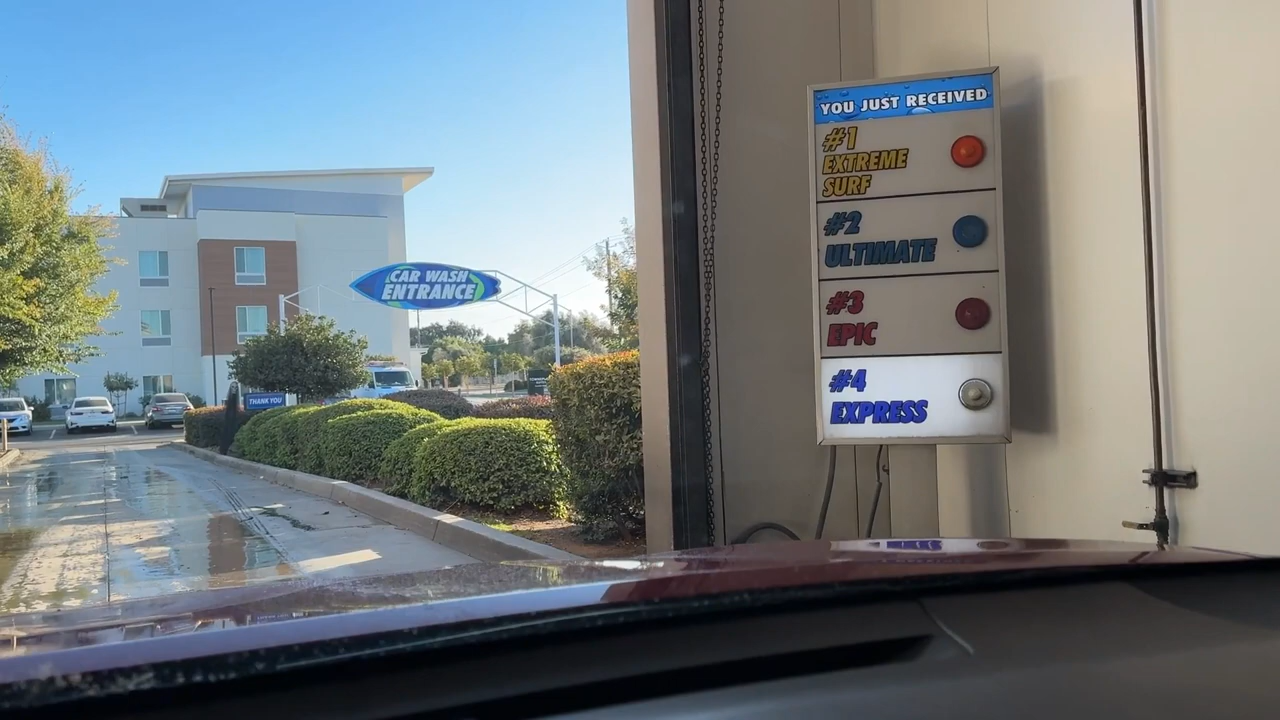 CAR WASH
ENTRANCE
THANK YOU
YOU JUST RECEIVED
#1
EXTREME
SURF
#2
ULTIMATE
#3
EPIC
#4
EXPRESS